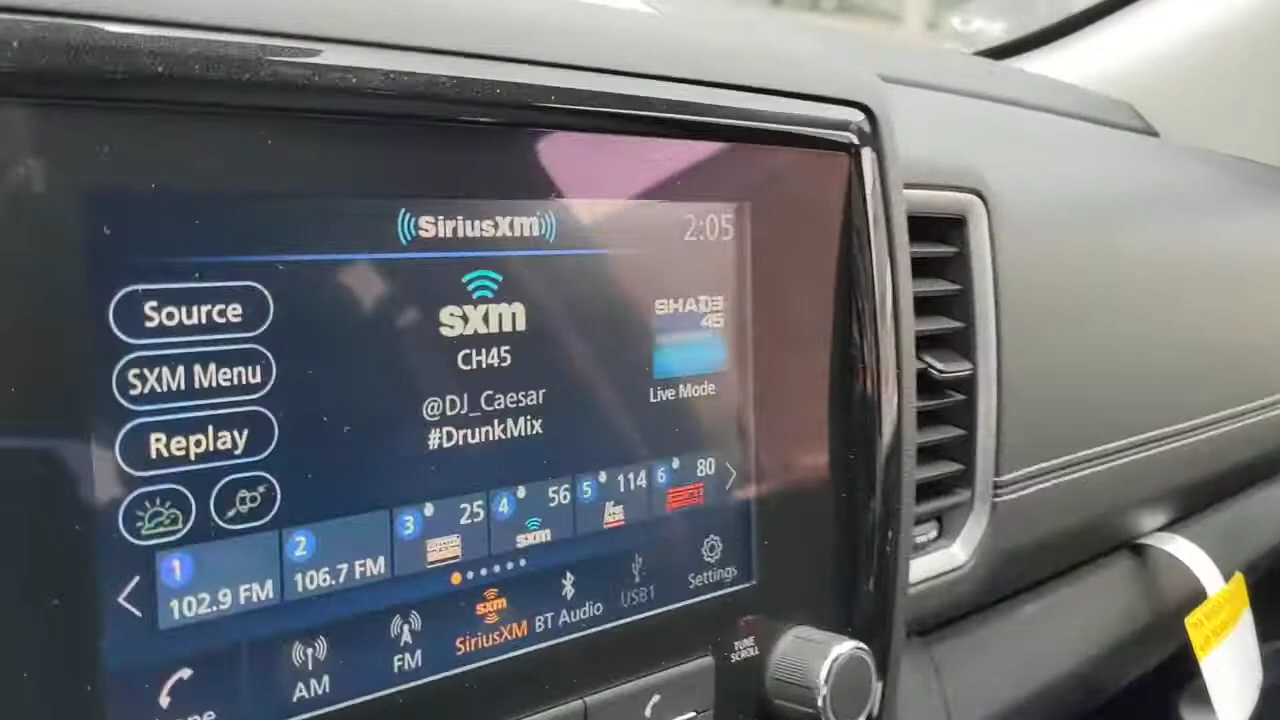 SiriusXm
2:05
Source
SXM Menu
Replay
sxm
CH45
@DJ_Caesar
#DrunkMix
SHADE
45
Live Mode
1
102.9 FM
2
106.7 FM
3
25
4
56
sxm
5
114
6
80
AM
FM
sxm
SiriusXM
BT Audio
USB1
Settings
TUNE
SCROLL